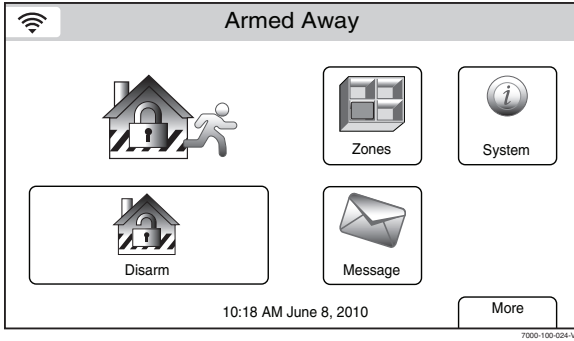 Armed Away
Zones
System
Disarm
Message
10:18 AM June 8, 2010
More
7000-100-024-V